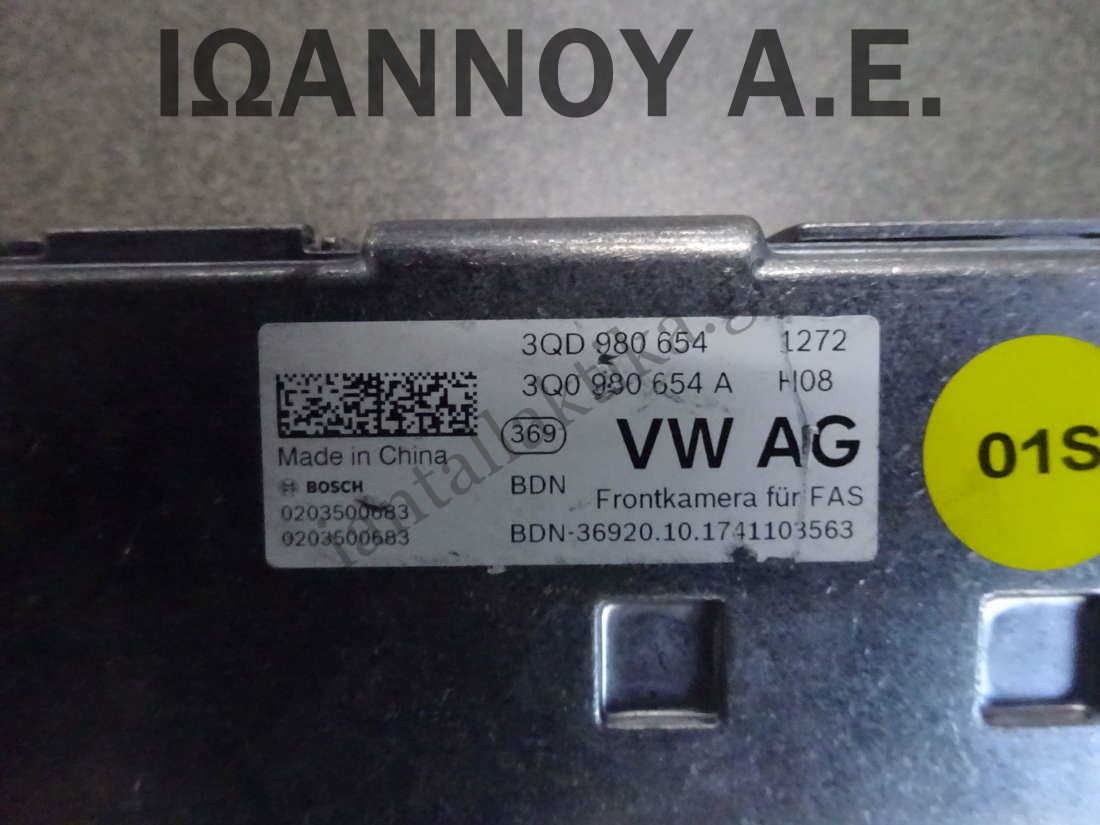 ΙΩΑΝΝΟΥ Α.Ε.
3QD 980 654 1272
3Q0 980 654 A H08
369
VW AG
Made in China
BOSCH
BDN
Frontkamera für FAS
0203500683
0203500683
BDN-36920.10.1741103563
01S
iantallaktika.g